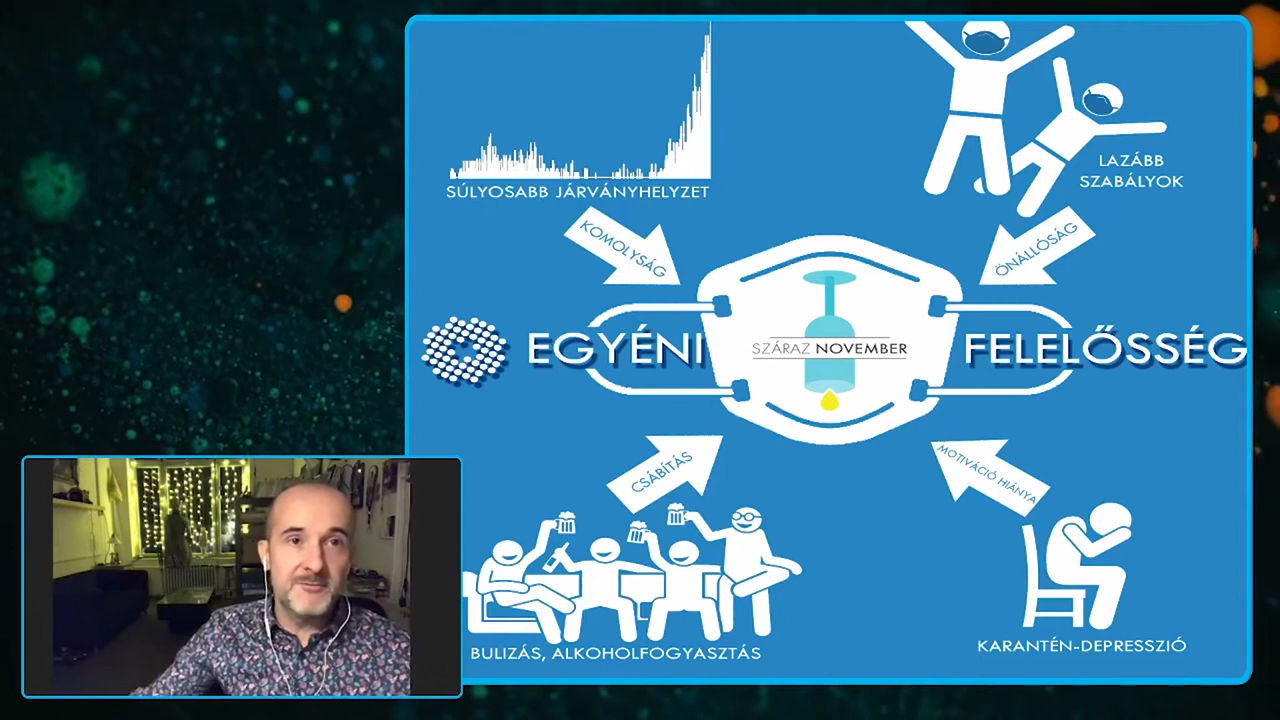 SÚLYOSABB JÁRVÁNYHELYZET
LAZÁBB
SZABÁLYOK
KOMOLYSÁG
ÖNÁLLÓSÁG
EGYÉNI
SZÁRAZ NOVEMBER
FELELŐSSÉG
CSÁBÍTÁS
MOTIVÁCIÓ HIÁNYA
BULIZÁS, ALKOHOLFOGYASZTÁS
KARANTÉN-DEPRESSZIÓ